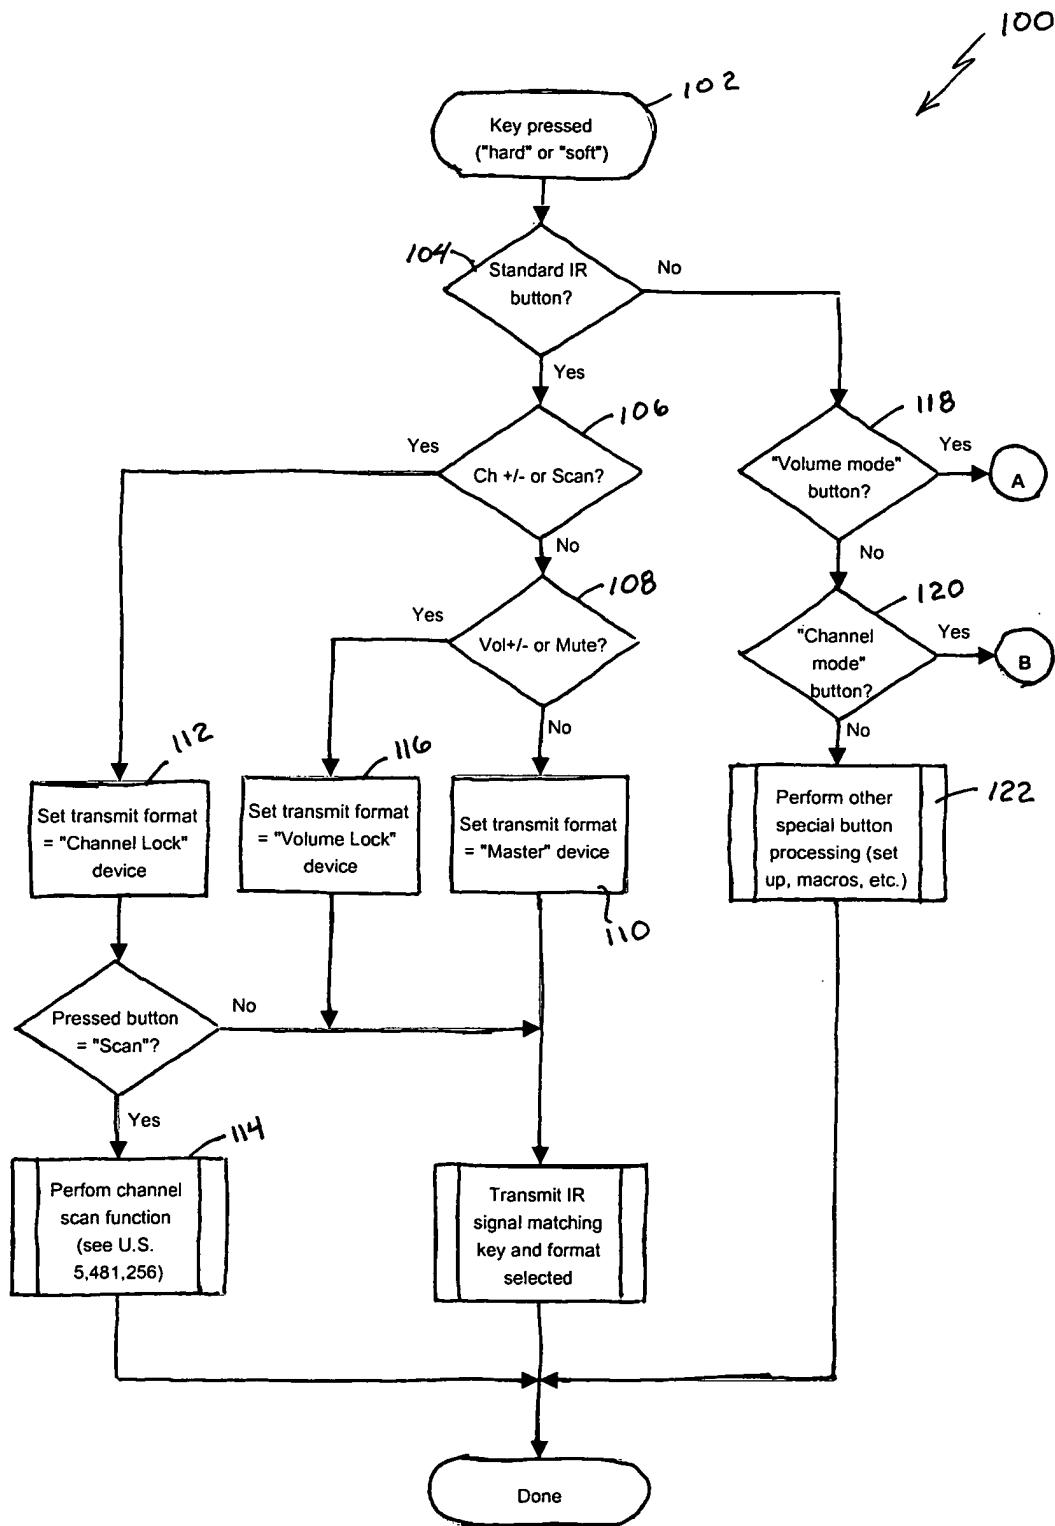 100
102
Key pressed
("hard" or "soft")
104
Standard IR
button?
No
Yes
106
Yes
Ch +/- or Scan?
No
118
"Volume mode"
button?
Yes
A
No
108
Yes
Vol+/- or Mute?
No
120
"Channel
mode"
button?
Yes
B
No
112
Set transmit format
= "Channel Lock"
device
116
Set transmit format
= "Volume Lock"
device
Set transmit format
= "Master" device
110
Perform other
special button
processing (set
up, macros, etc.)
122
Pressed button
= "Scan"?
No
Yes
114
Perfom channel
scan function
(see U.S.
5,481,256)
Transmit IR
signal matching
key and format
selected
Done